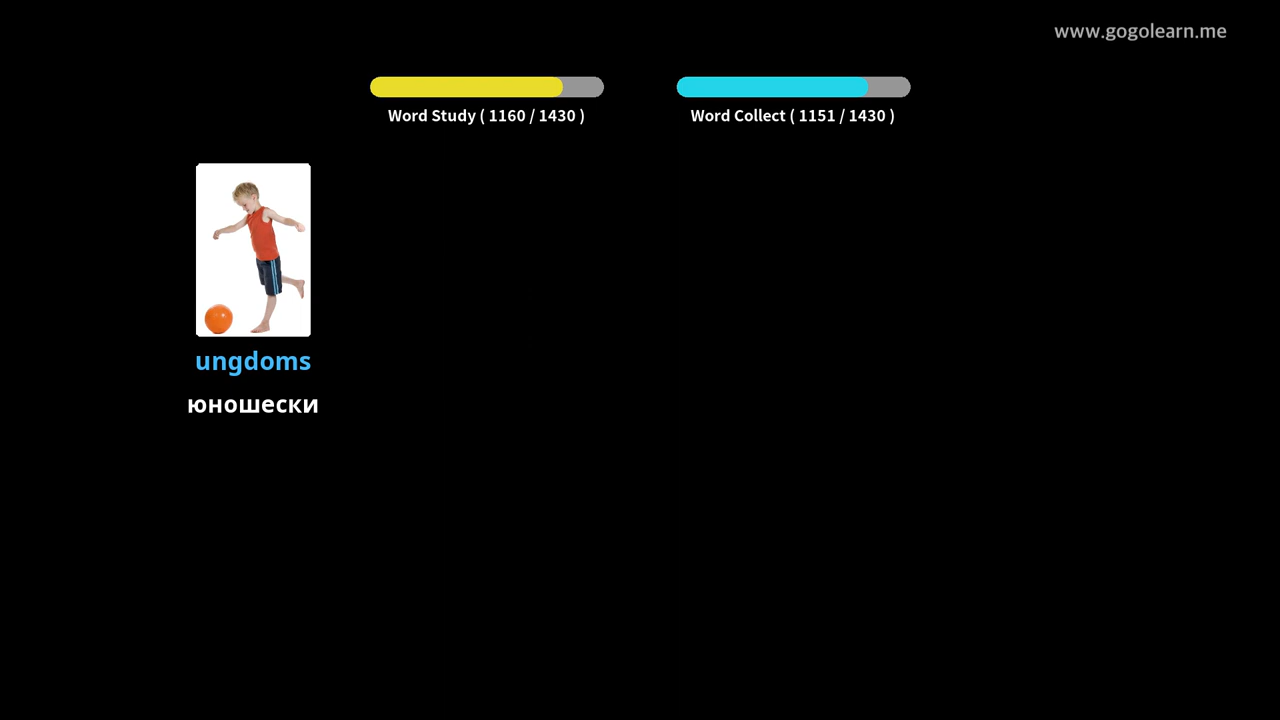 www.gogolearn.me
Word Study ( 1160 / 1430 )
Word Collect ( 1151 / 1430 )
ungdoms
юношески